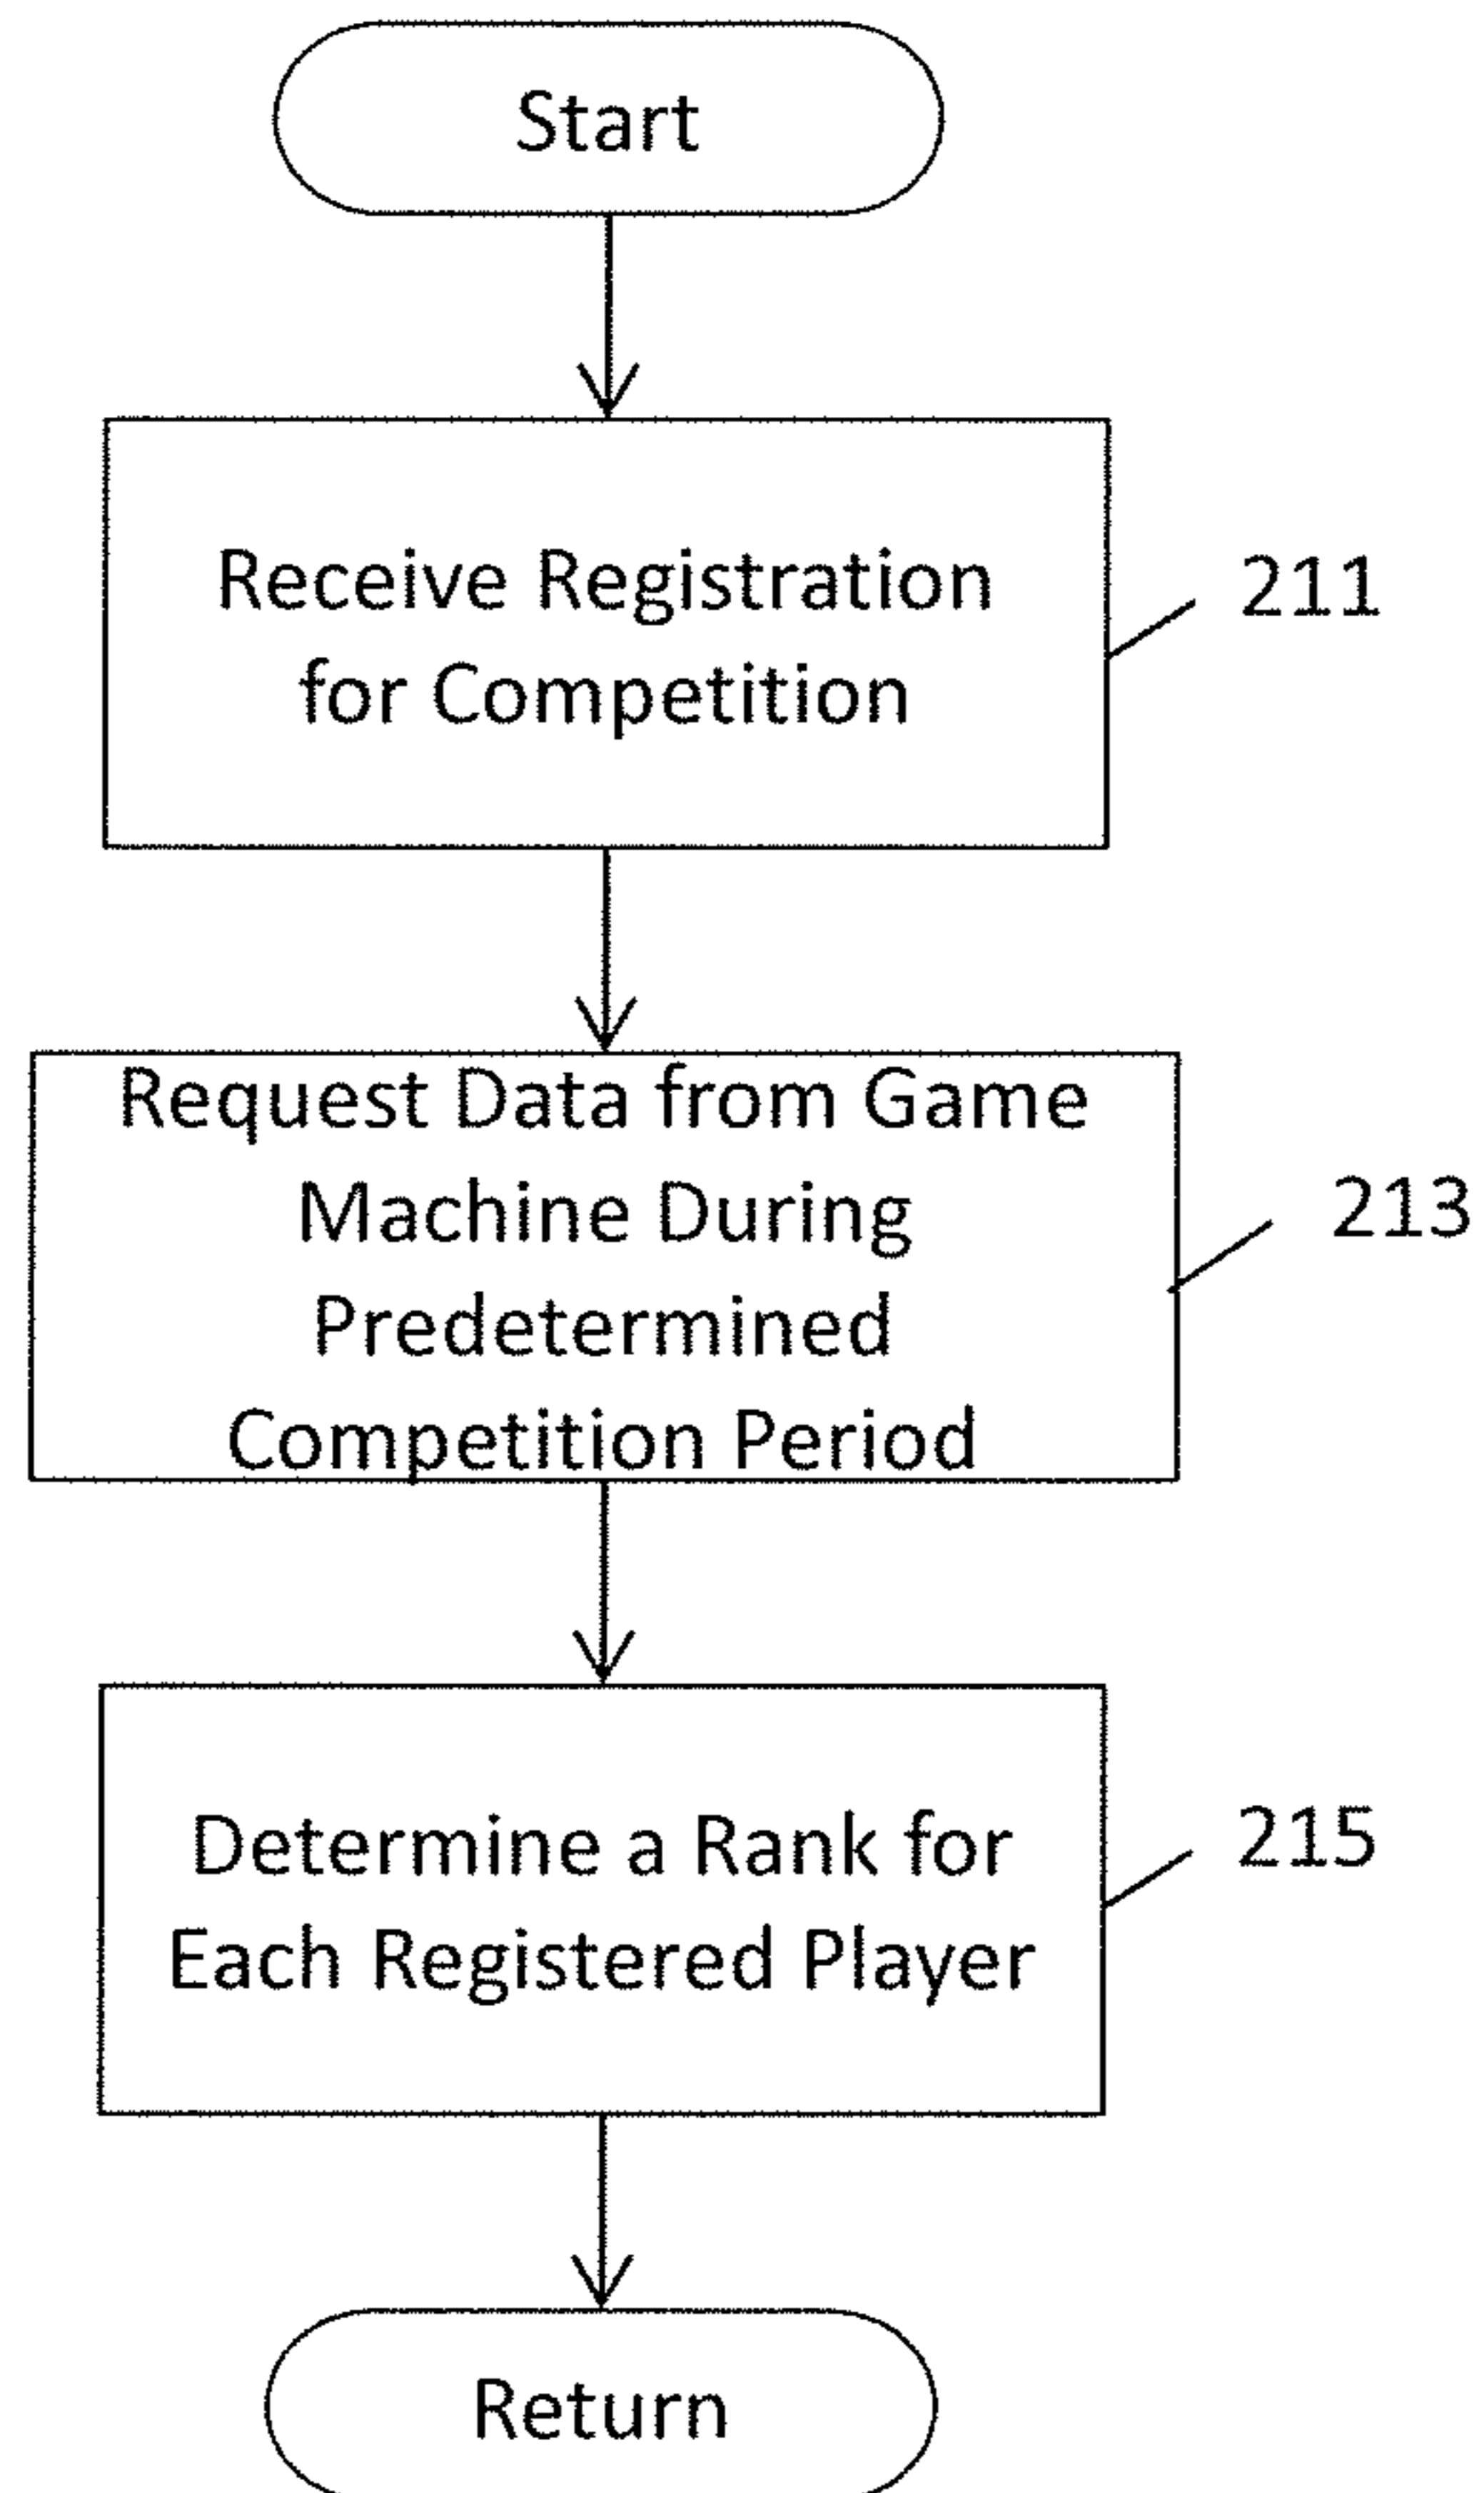 Start
Receive Registration
for Competition
211
Request Data from Game
Machine During
Predetermined
Competition Period
213
Determine a Rank for
Each Registered Player
215
Return